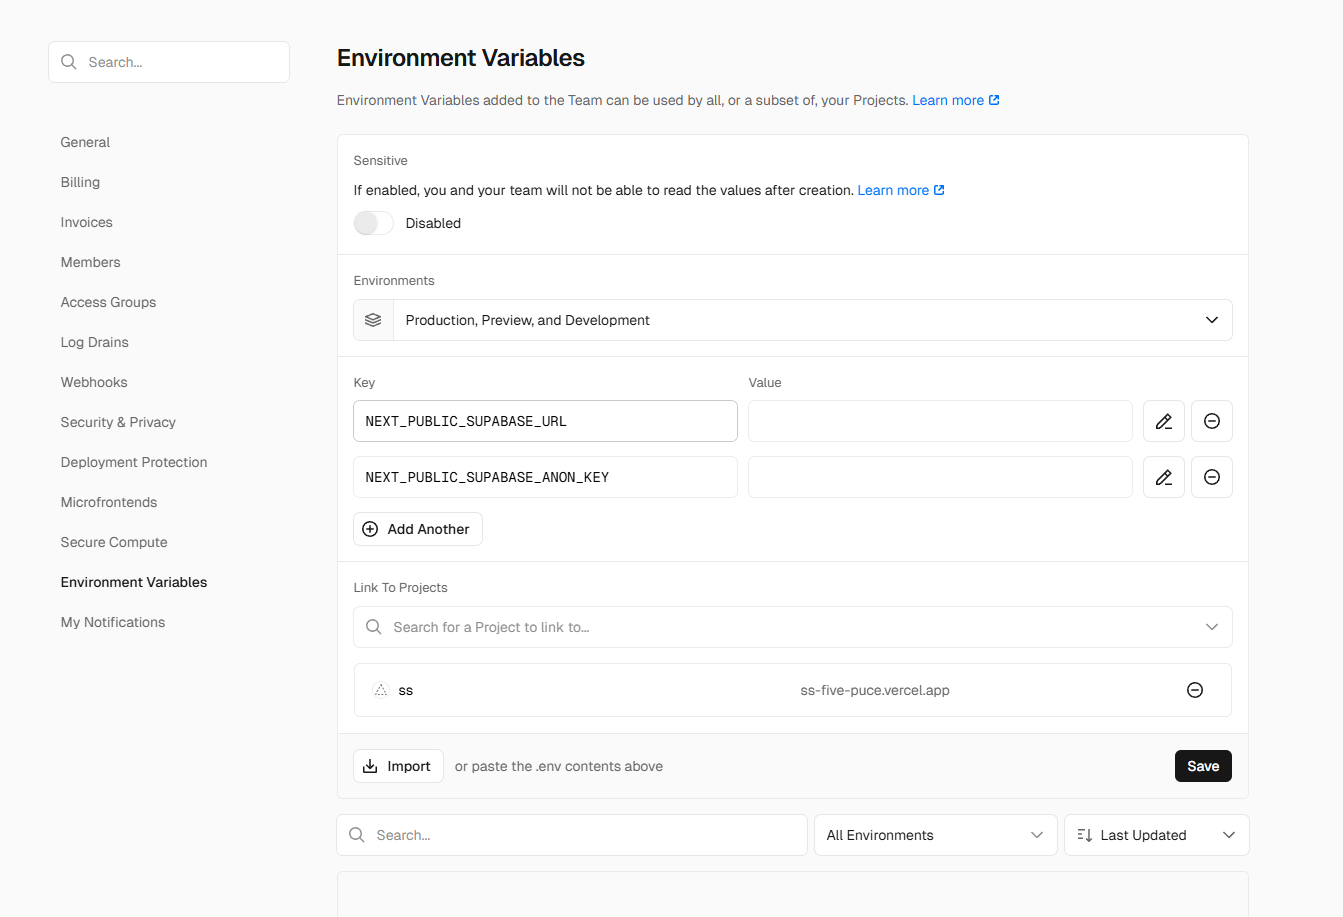 Search...
General
Billing
Invoices
Members
Access Groups
Log Drains
Webhooks
Security & Privacy
Deployment Protection
Microfrontends
Secure Compute
Environment Variables
My Notifications
Environment Variables
Environment Variables added to the Team can be used by all, or a subset of, your Projects. Learn more
Sensitive
If enabled, you and your team will not be able to read the values after creation. Learn more
Disabled
Environments
Production, Preview, and Development
Key Value
NEXT_PUBLIC_SUPABASE_URL
NEXT_PUBLIC_SUPABASE_ANON_KEY
Add Another
Link To Projects
Search for a Project to link to...
ss ss-five-puce.vercel.app
Import or paste the .env contents above Save
Search... All Environments Last Updated